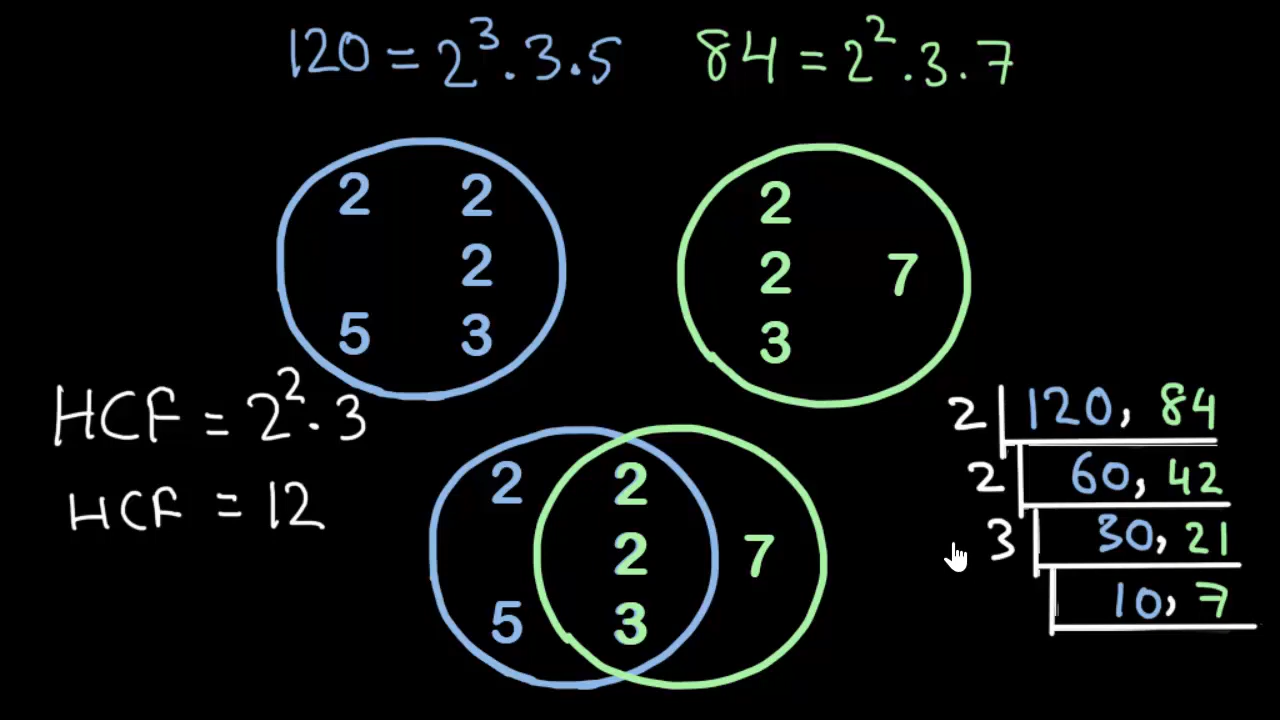 120 = 2³ . 3 . 5
84 = 2² . 3 . 7
2 2
2
5 3
2
2 7
3
HCF = 2² . 3
HCF = 12
2 2
2 7
5 3
2 120, 84
2 60, 42
3 30, 21
10, 7